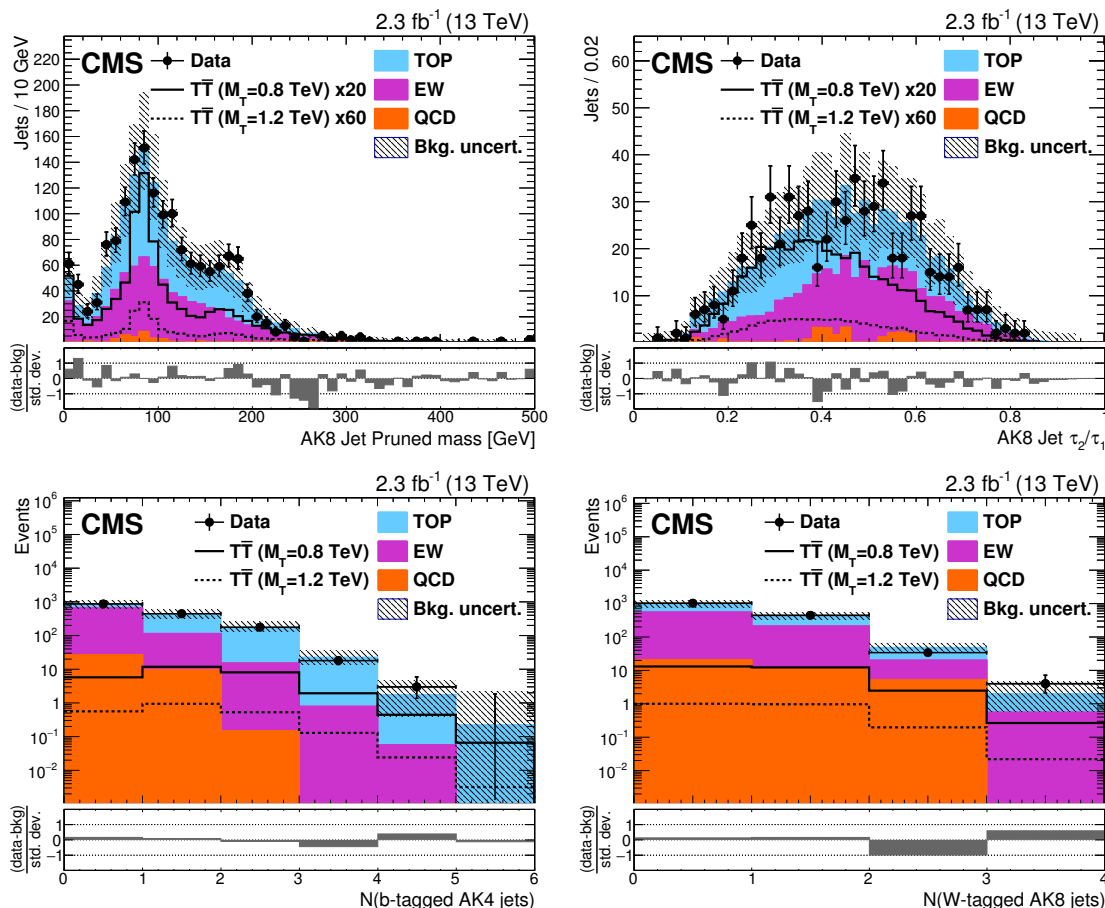 2.3 fb⁻¹ (13 TeV)
Jets / 10 GeV
220
200
180
160
140
120
100
80
60
40
20
CMS
Data
TT̅ (M_T=0.8 TeV) x20
TT̅ (M_T=1.2 TeV) x60
TOP
EW
QCD
Bkg. uncert.
(data-bkg)
std. dev.
1
0
−1
0 100 200 300 400 500
AK8 Jet Pruned mass [GeV]
2.3 fb⁻¹ (13 TeV)
Jets / 0.02
60
50
40
30
20
10
CMS
Data
TT̅ (M_T=0.8 TeV) x20
TT̅ (M_T=1.2 TeV) x60
TOP
EW
QCD
Bkg. uncert.
(data-bkg)
std. dev.
1
0
−1
0 0.2 0.4 0.6 0.8 1
AK8 Jet τ₂/τ₁
2.3 fb⁻¹ (13 TeV)
Events
10⁶
10⁵
10⁴
10³
10²
10
1
10⁻¹
10⁻²
CMS
Data
TT̅ (M_T=0.8 TeV)
TT̅ (M_T=1.2 TeV)
TOP
EW
QCD
Bkg. uncert.
(data-bkg)
std. dev.
1
0
−1
0 1 2 3 4 5 6
N(b-tagged AK4 jets)
2.3 fb⁻¹ (13 TeV)
Events
10⁶
10⁵
10⁴
10³
10²
10
1
10⁻¹
10⁻²
CMS
Data
TT̅ (M_T=0.8 TeV)
TT̅ (M_T=1.2 TeV)
TOP
EW
QCD
Bkg. uncert.
(data-bkg)
std. dev.
1
0
−1
0 1 2 3 4
N(W-tagged AK8 jets)